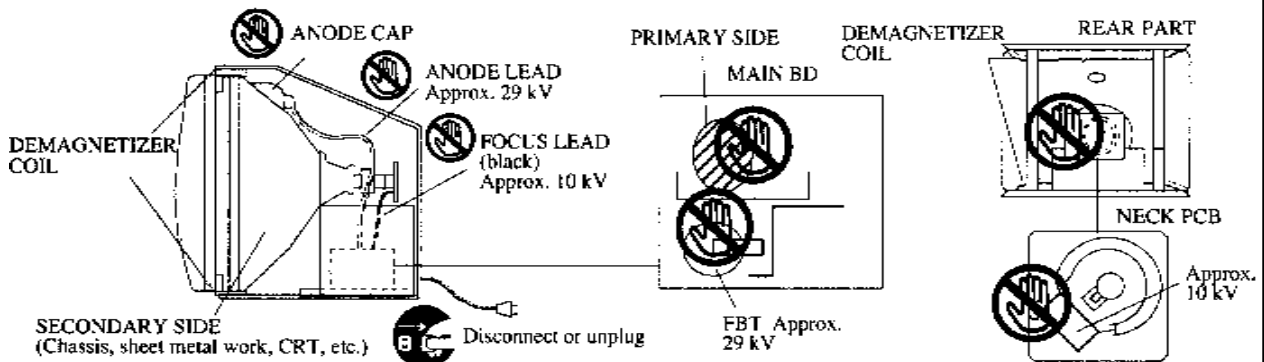 ANODE CAP
ANODE LEAD
Approx. 29 kV
FOCUS LEAD
(black)
Approx. 10 kV
DEMAGNETIZER
COIL
SECONDARY SIDE
(Chassis, sheet metal work, CRT, etc.)
Disconnect or unplug
PRIMARY SIDE
MAIN BD
FBT Approx.
29 kV
DEMAGNETIZER
COIL
REAR PART
NECK PCB
Approx.
10 kV